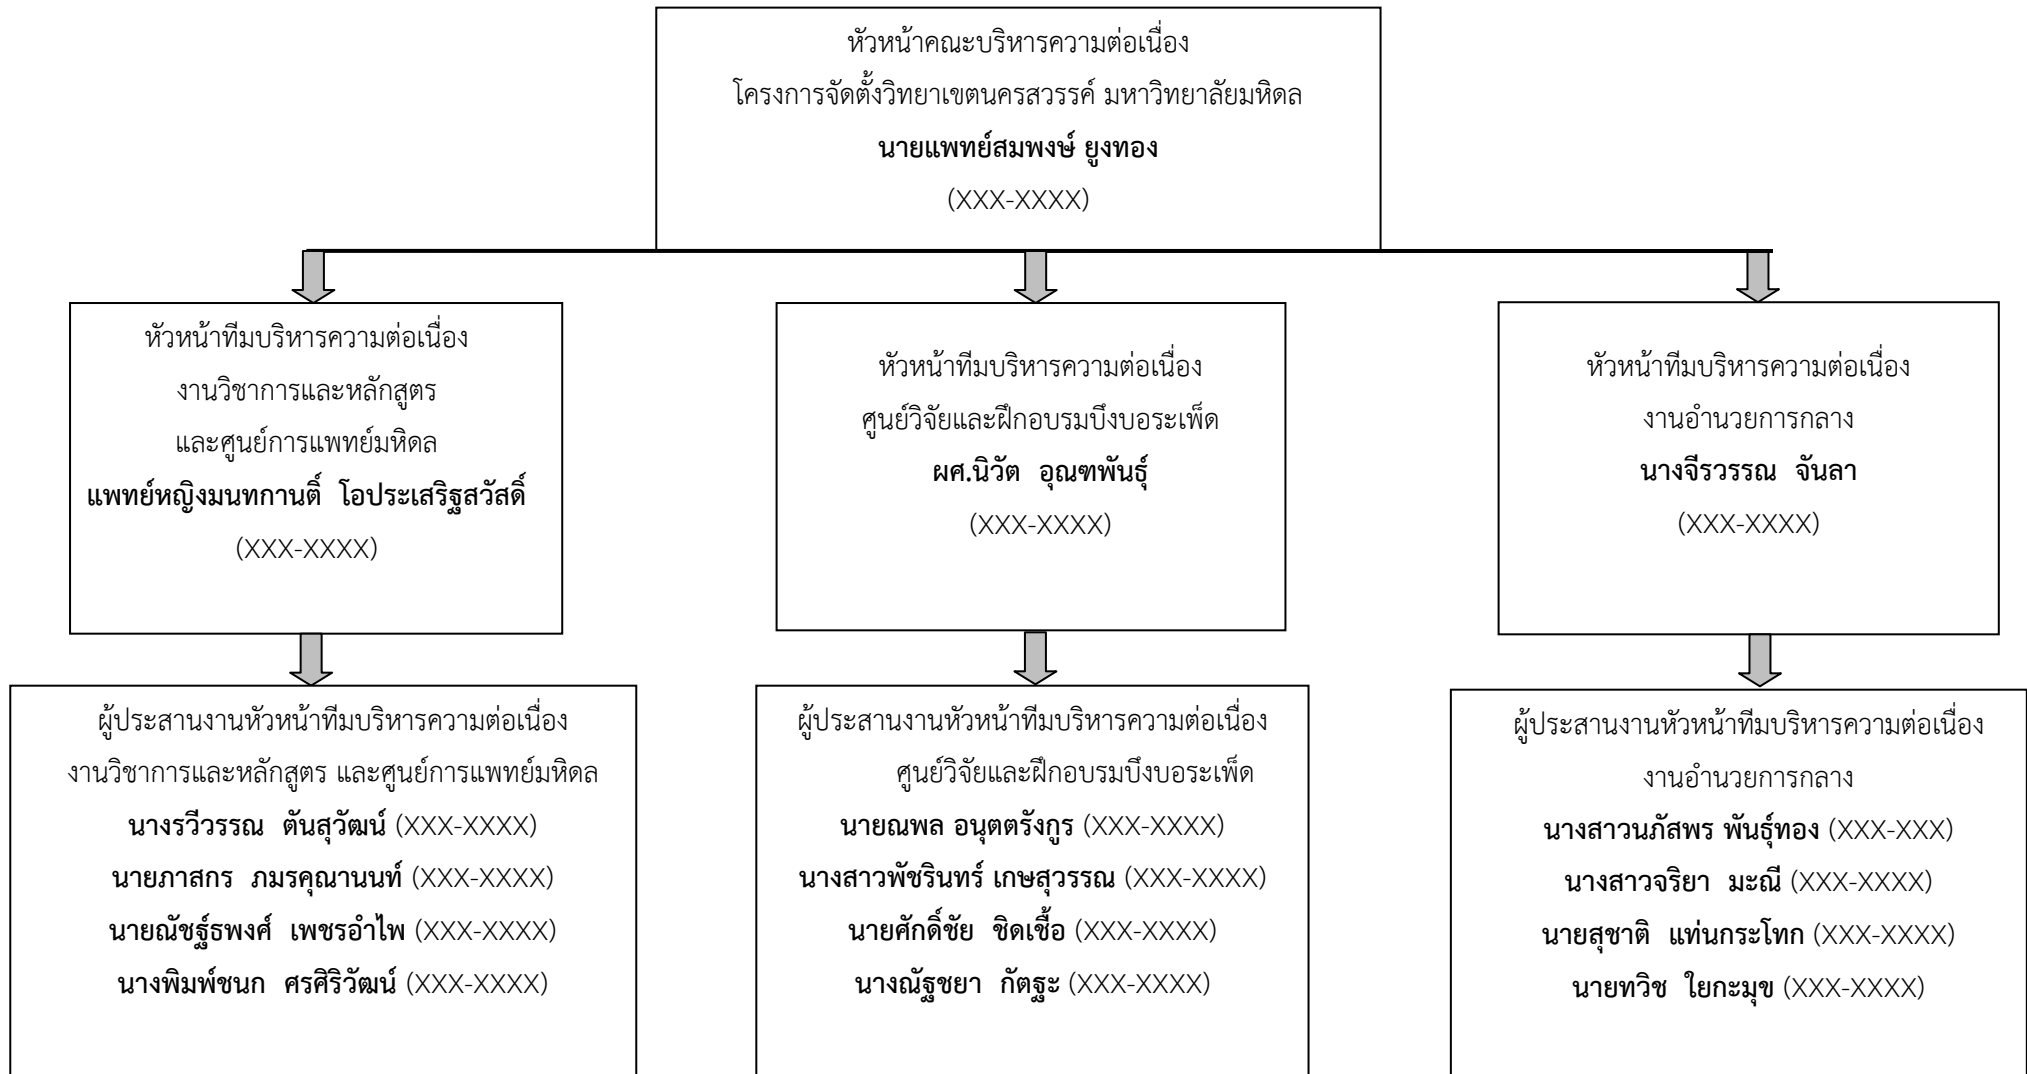 หัวหน้าคณะบริหารความต่อเนื่อง
โครงการจัดตั้งวิทยาเขตนครสวรรค์ มหาวิทยาลัยมหิดล
นายแพทย์สมพงษ์ ยูงทอง
(XXX-XXXX)
หัวหน้าทีมบริหารความต่อเนื่อง
งานวิชาการและหลักสูตร
และศูนย์การแพทย์มหิดล
แพทย์หญิงมนทกานติ์ โอประเสริฐสวัสดิ์
(XXX-XXXX)
หัวหน้าทีมบริหารความต่อเนื่อง
ศูนย์วิจัยและฝึกอบรมบึงบอระเพ็ด
ผศ.นิวัต อุณฑพันธุ์
(XXX-XXXX)
หัวหน้าทีมบริหารความต่อเนื่อง
งานอำนวยการกลาง
นางจีรวรรณ จันลา
(XXX-XXXX)
ผู้ประสานงานหัวหน้าทีมบริหารความต่อเนื่อง
งานวิชาการและหลักสูตร และศูนย์การแพทย์มหิดล
นางรวีวรรณ ตันสุวัฒน์ (XXX-XXXX)
นายภาสกร ภมรคุณานนท์ (XXX-XXXX)
นายณัชฐ์ธพงศ์ เพชรอำไพ (XXX-XXXX)
นางพิมพ์ชนก ศรศิริวัฒน์ (XXX-XXXX)
ผู้ประสานงานหัวหน้าทีมบริหารความต่อเนื่อง
ศูนย์วิจัยและฝึกอบรมบึงบอระเพ็ด
นายณพล อนุตตรังกูร (XXX-XXXX)
นางสาวพัชรินทร์ เกษสุวรรณ (XXX-XXXX)
นายศักดิ์ชัย ชิดเชื้อ (XXX-XXXX)
นางณัฐชยา กัตฐะ (XXX-XXXX)
ผู้ประสานงานหัวหน้าทีมบริหารความต่อเนื่อง
งานอำนวยการกลาง
นางสาวนภัสพร พันธุ์ทอง (XXX-XXX)
นางสาวจริยา มะณี (XXX-XXXX)
นายสุชาติ แท่นกระโทก (XXX-XXXX)
นายทวิช ใยกะมุข (XXX-XXXX)